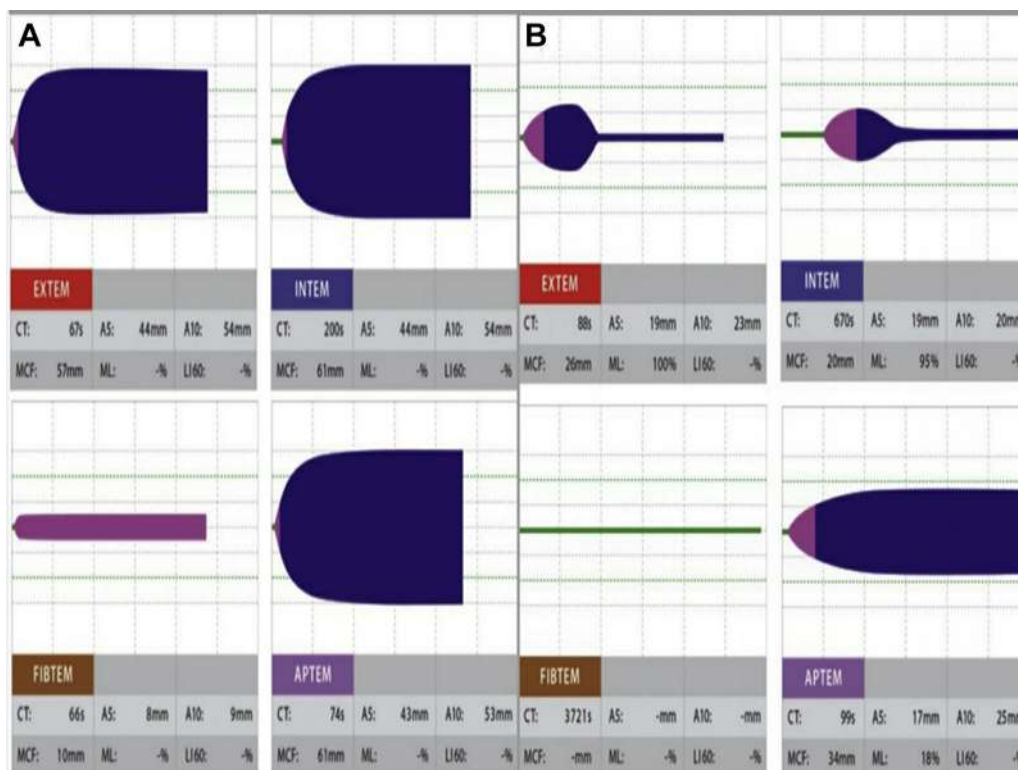 A
B
EXTEM
CT: 67s A5: 44mm A10: 54mm
MCF: 57mm ML: -% LI60: -%
INTEM
CT: 200s A5: 44mm A10: 54mm
MCF: 61mm ML: -% LI60: -%
EXTEM
CT: 88s A5: 19mm A10: 23mm
MCF: 26mm ML: 100% LI60: -%
INTEM
CT: 670s A5: 19mm A10: 20mm
MCF: 20mm ML: 95% LI60: -%
FIBTEM
CT: 66s A5: 8mm A10: 9mm
MCF: 10mm ML: -% LI60: -%
APTEM
CT: 74s A5: 43mm A10: 53mm
MCF: 61mm ML: -% LI60: -%
FIBTEM
CT: 3721s A5: -mm A10: -mm
MCF: -mm ML: -% LI60: -%
APTEM
CT: 99s A5: 17mm A10: 25mm
MCF: 34mm ML: 18% LI60: -%